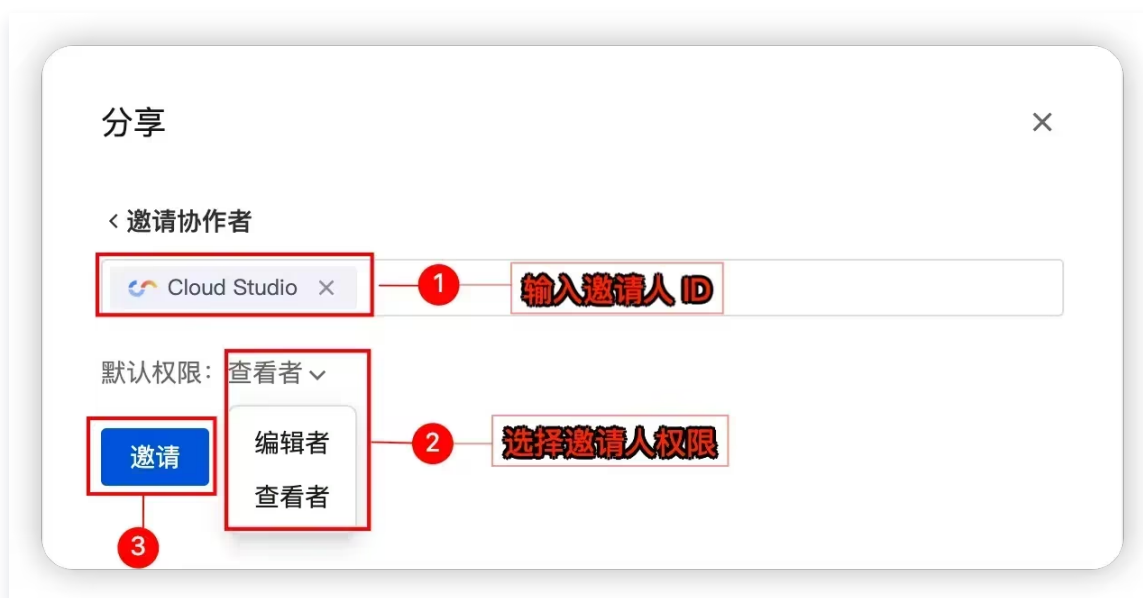 分享
邀请协作者
Cloud Studio
1
输入邀请人 ID
默认权限：查看者
编辑者
2
选择邀请人权限
邀请
查看者
3